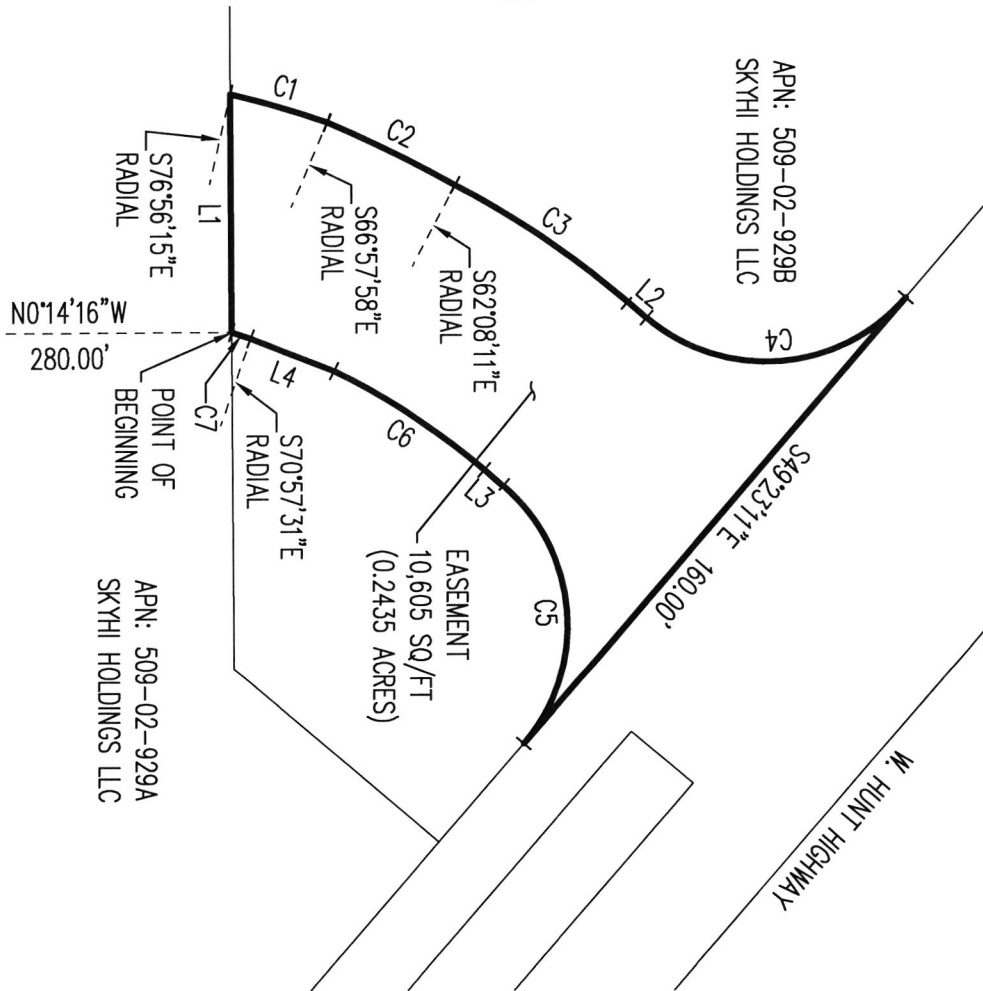 APN: 509-02-929B
SKYHI HOLDINGS LLC
C1
C2
C3
L2
C4
S76°56'15"E
RADIAL
L1
S66°57'58"E
RADIAL
S62°08'11"E
RADIAL
S49°23'11"E 160.00'
N0°14'16"W
280.00'
POINT OF
BEGINNING
C7
L4
C6
L3
C5
S70°57'31"E
RADIAL
EASEMENT
10,605 SQ/FT
(0.2435 ACRES)
APN: 509-02-929A
SKYHI HOLDINGS LLC
W. HUNT HIGHWAY